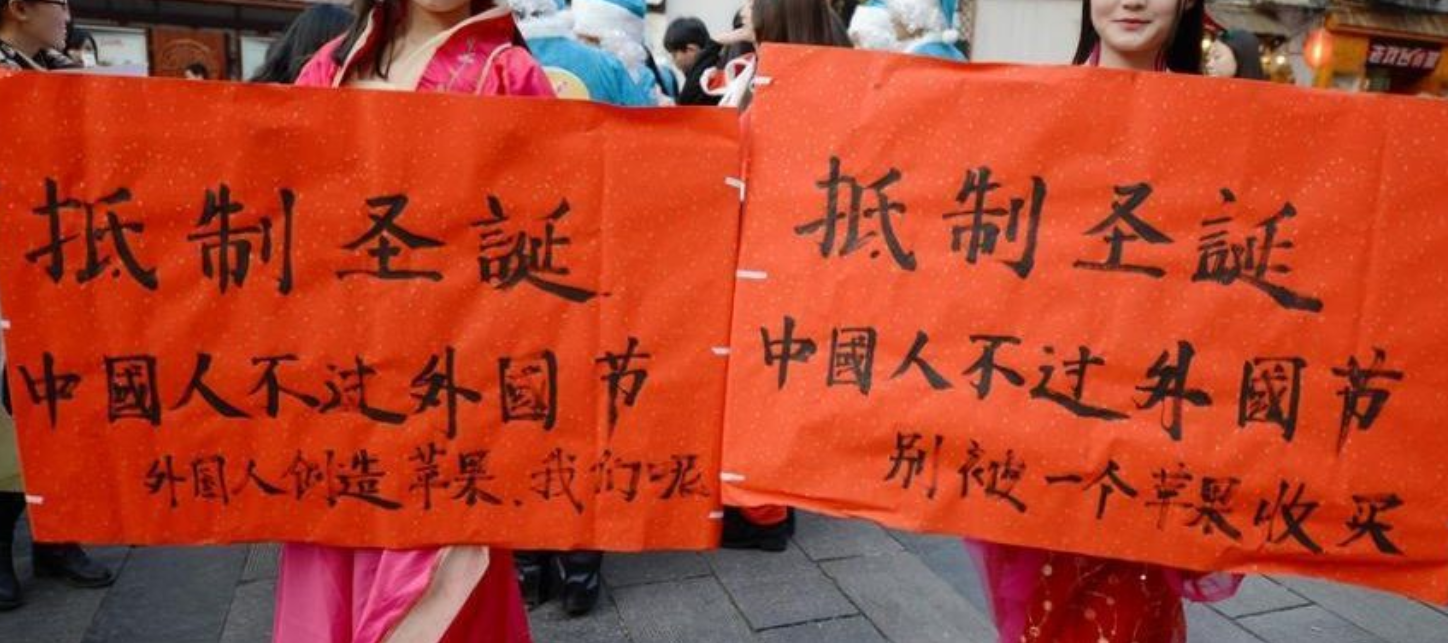 抵制圣誕
中國人不过外國节
外国人创造苹果、我们呢
抵制圣誕
中國人不过外國节
别被一个苹果收买